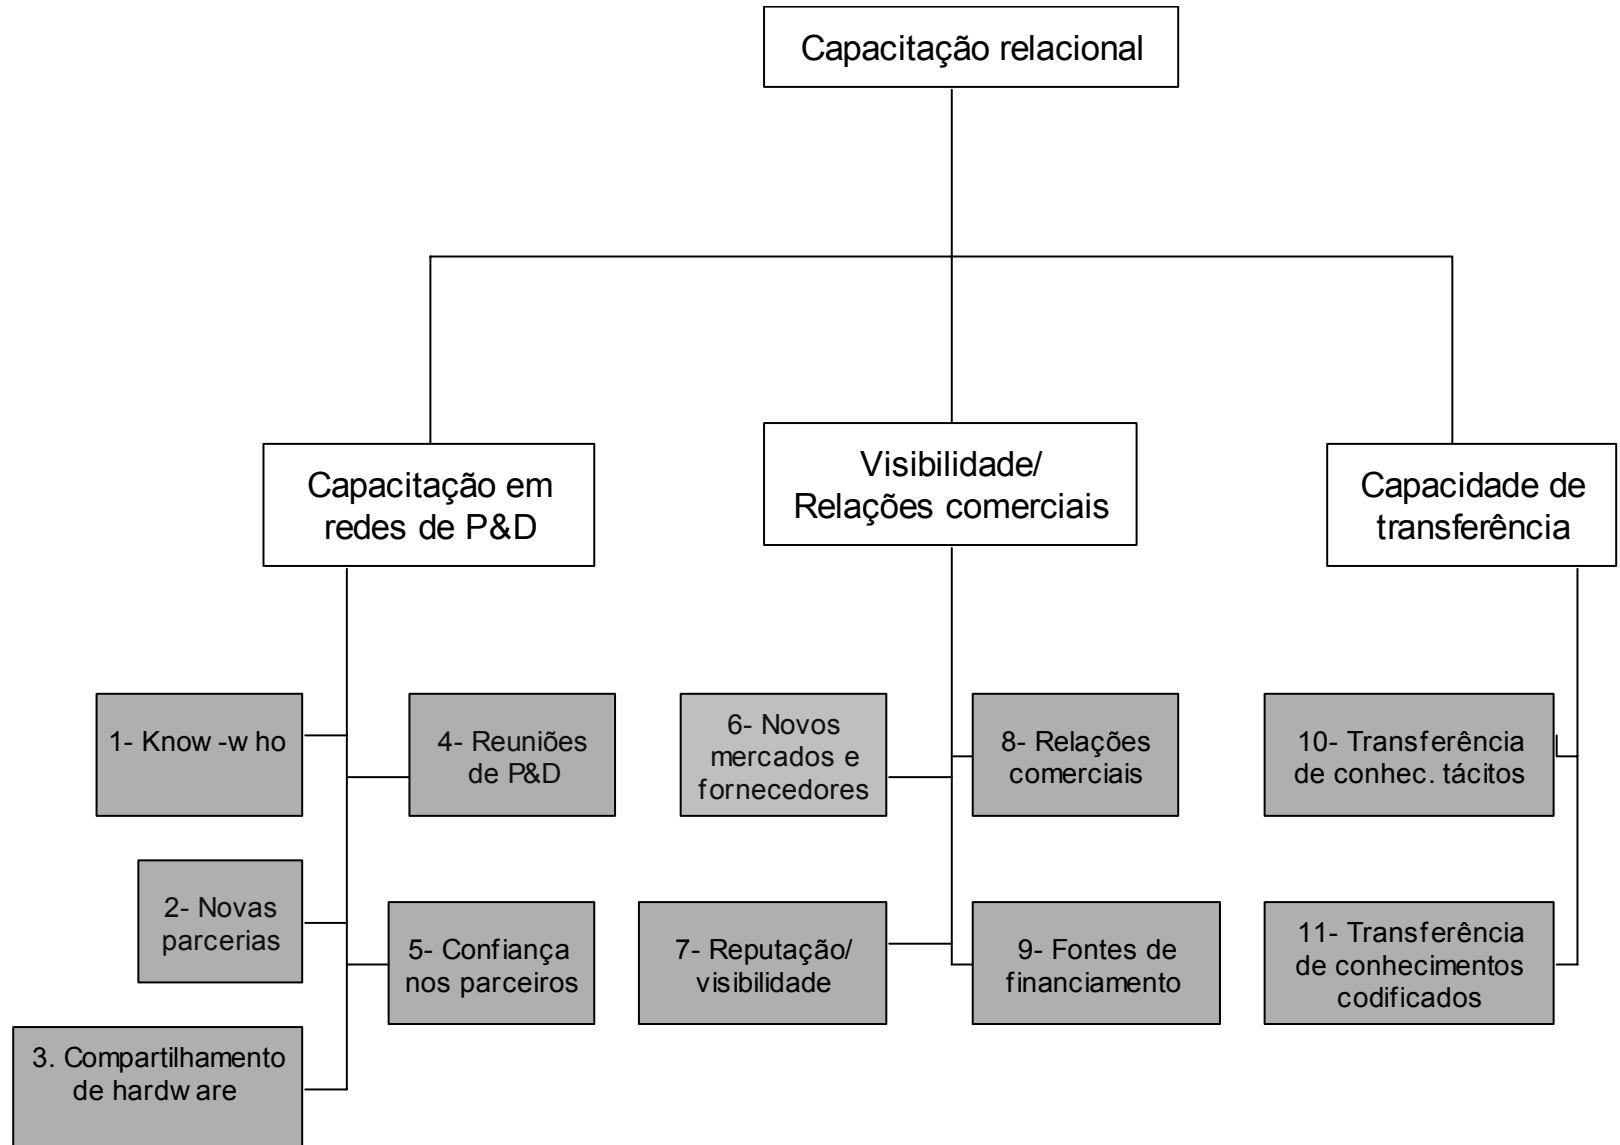 Capacitação relacional
Capacitação em
redes de P&D
Visibilidade/
Relações comerciais
Capacidade de
transferência
1- Know -w ho
2- Novas
parcerias
3. Compartilhamento
de hardw are
4- Reuniões
de P&D
5- Confiança
nos parceiros
6- Novos
mercados e
fornecedores
7- Reputação/
visibilidade
8- Relações
comerciais
9- Fontes de
financiamento
10- Transferência
de conhec. tácitos
11- Transferência
de conhecimentos
codificados